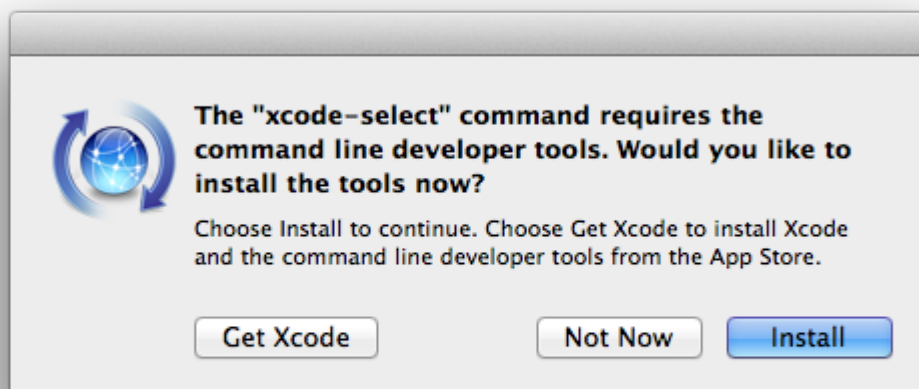 The "xcode-select" command requires the
command line developer tools. Would you like to
install the tools now?
Choose Install to continue. Choose Get Xcode to install Xcode
and the command line developer tools from the App Store.
Get Xcode
Not Now
Install